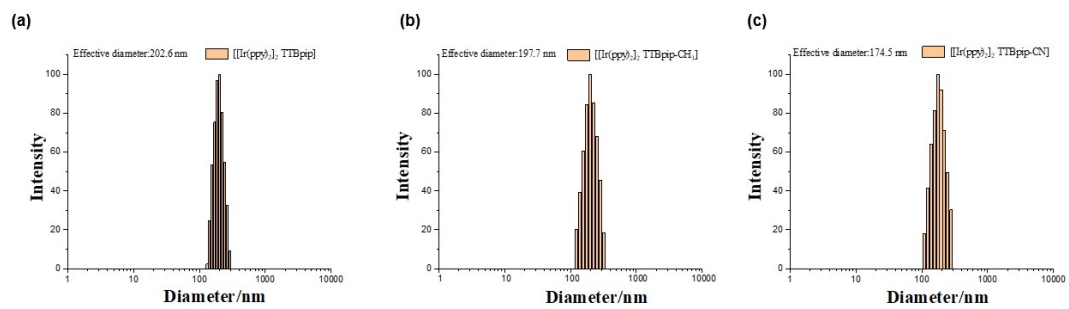 (a)
Effective diameter:202.6 nm
[[Ir(ppy)₂]₂ TTBpip]
100
80
60
40
20
0
Intensity
1 10 100 1000 10000
Diameter/nm
(b)
Effective diameter:197.7 nm
[[Ir(ppy)₂]₂ TTBpip-CH₃]
100
80
60
40
20
0
Intensity
1 10 100 1000 10000
Diameter/nm
(c)
Effective diameter:174.5 nm
[[Ir(ppy)₂]₂ TTBpip-CN]
100
80
60
40
20
0
Intensity
1 10 100 1000 10000
Diameter/nm